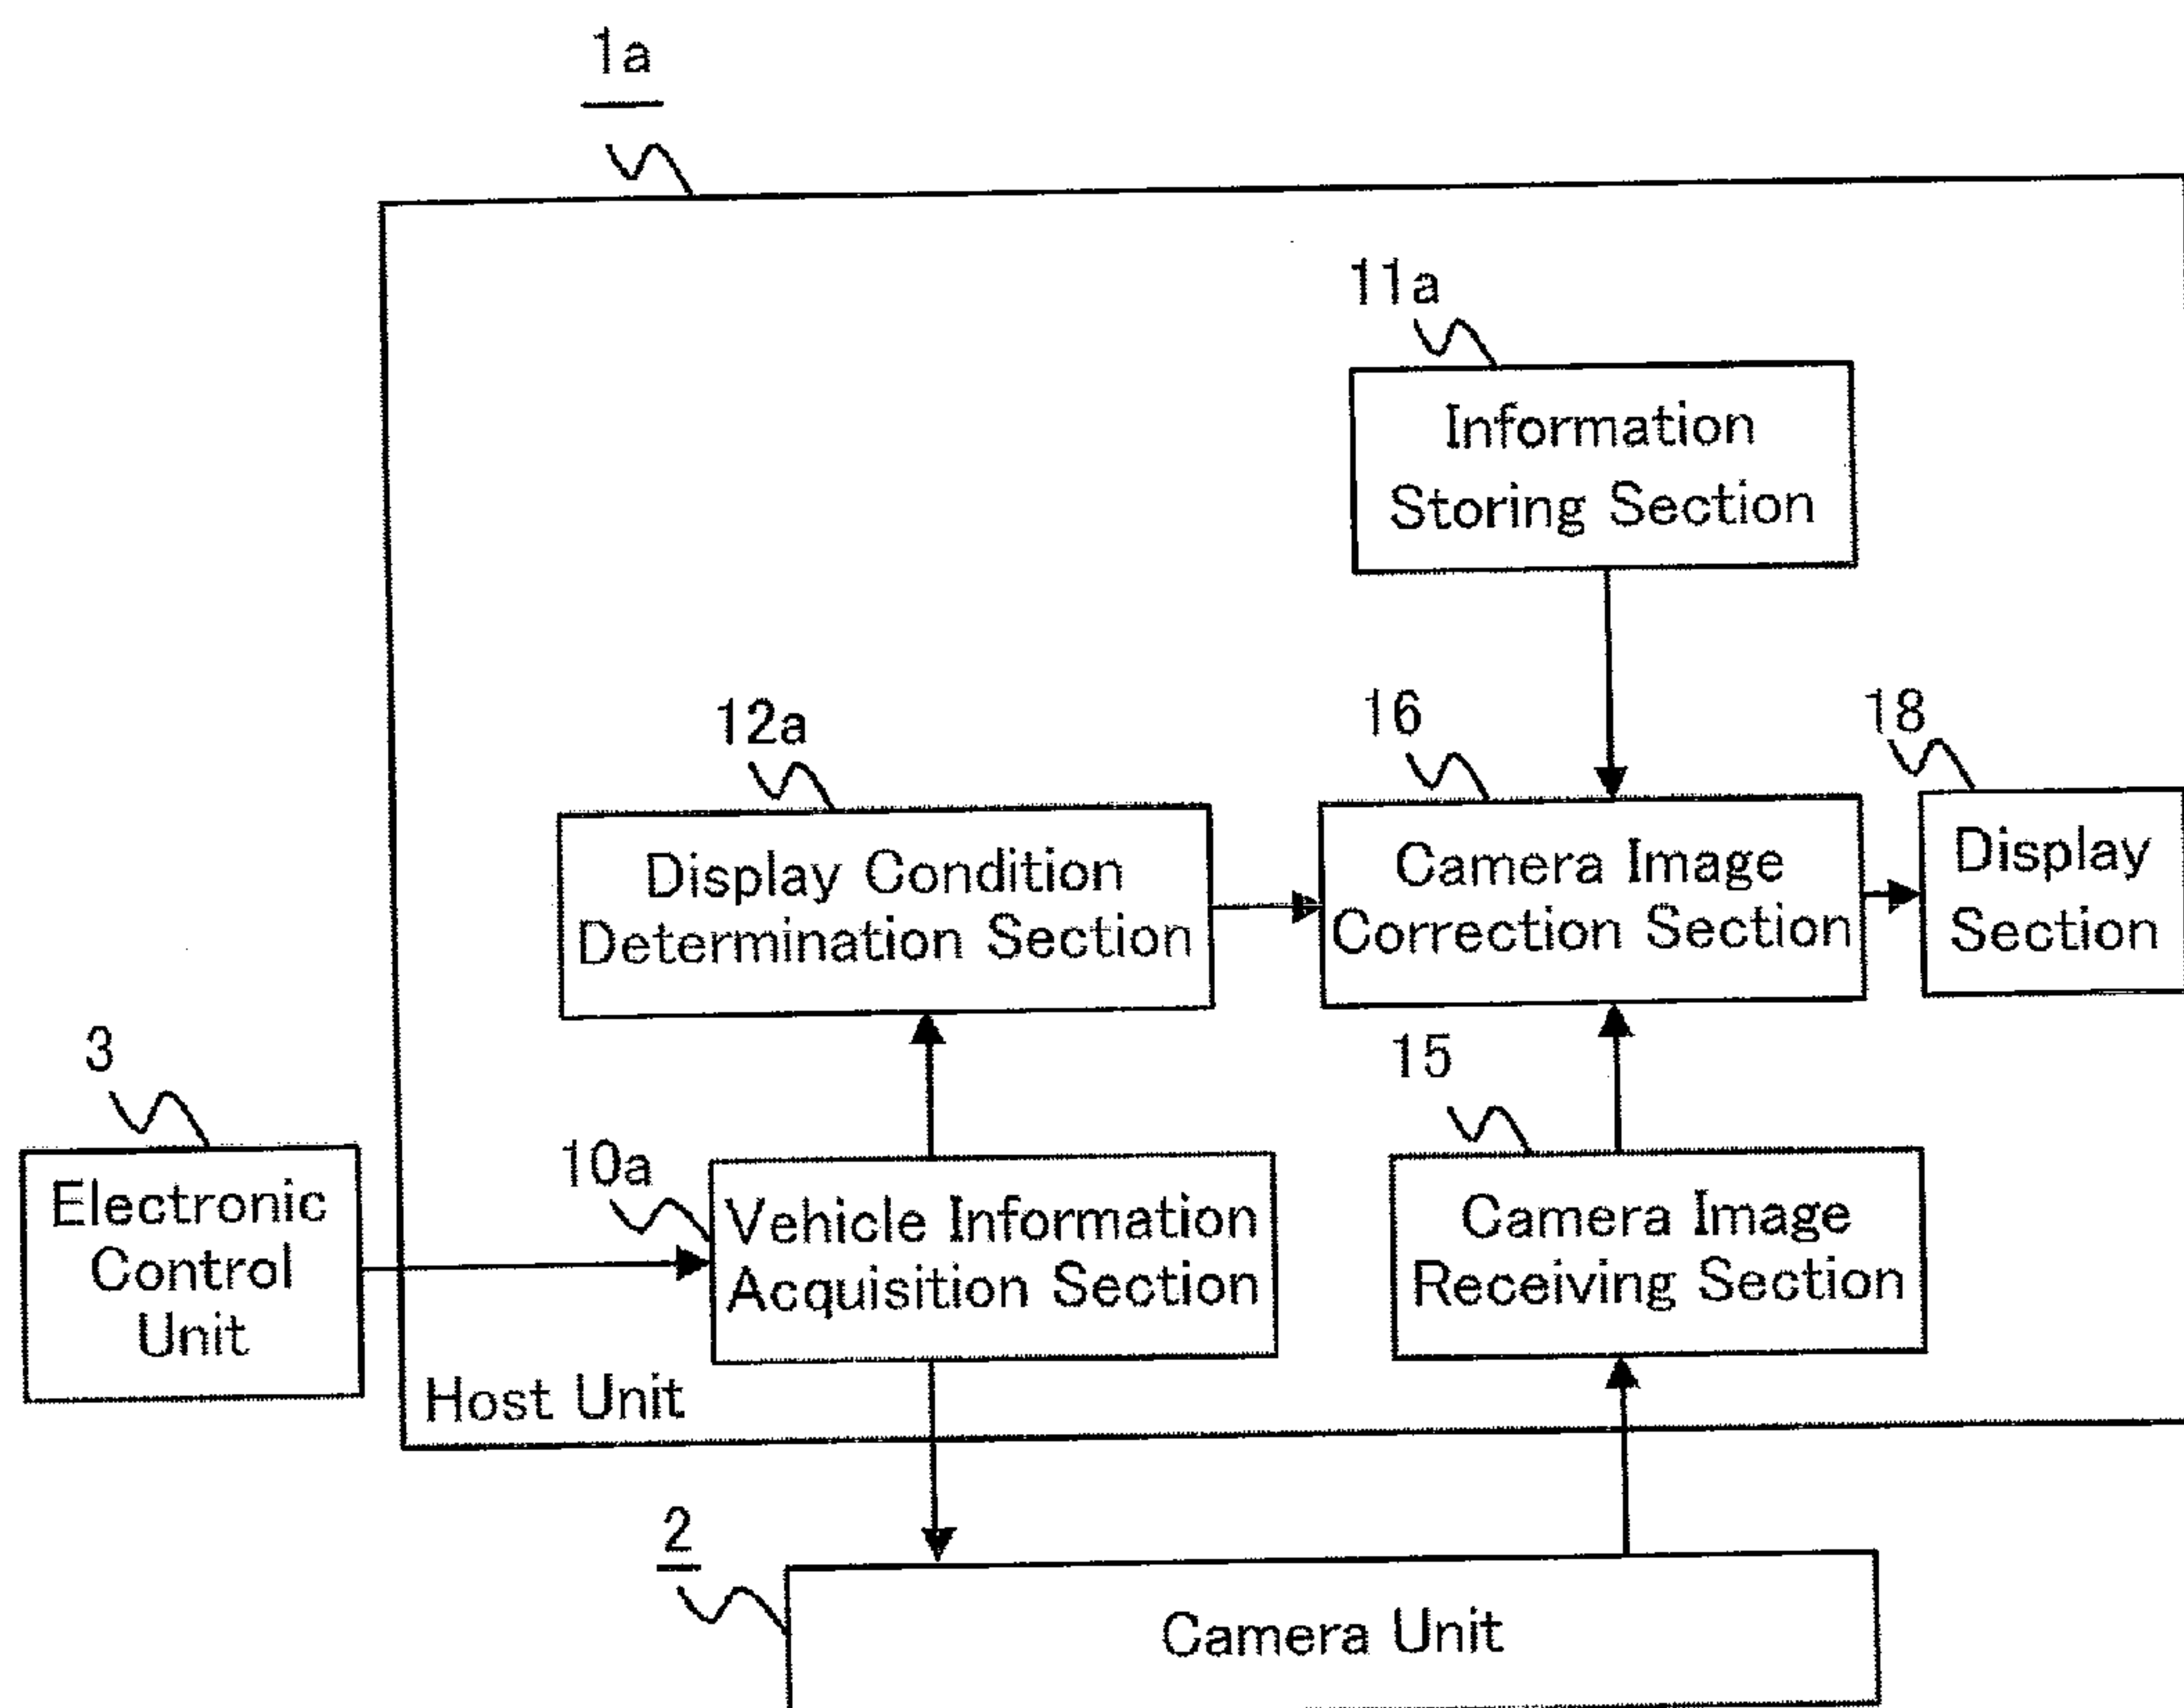 1a
11a
Information
Storing Section
12a
16
18
Display Condition
Determination Section
Camera Image
Correction Section
Display
Section
3
10a
15
Electronic
Control
Unit
Vehicle Information
Acquisition Section
Camera Image
Receiving Section
Host Unit
2
Camera Unit